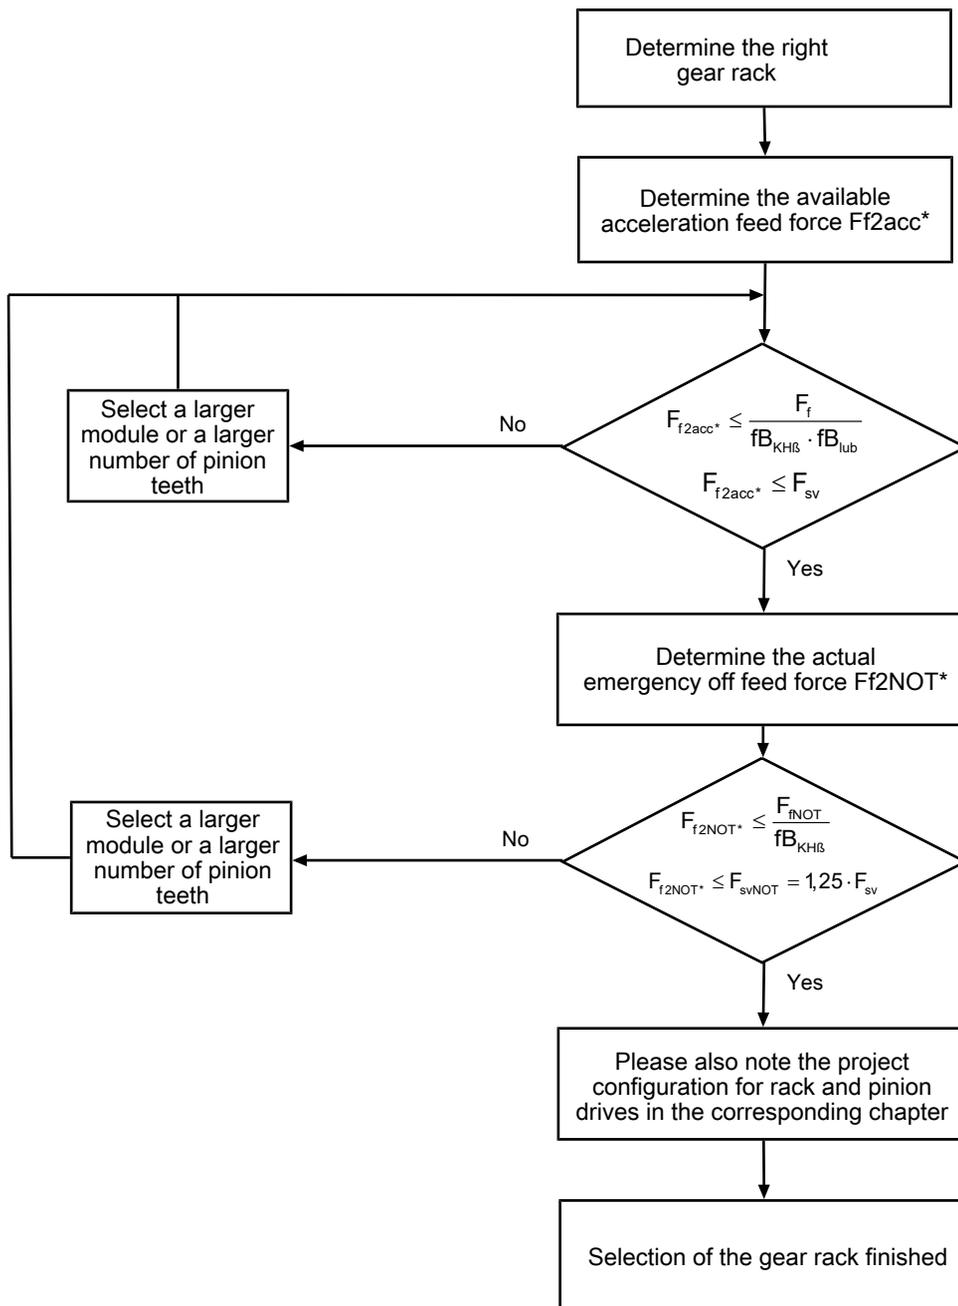 Determine the right
gear rack
Determine the available
acceleration feed force Ff2acc*
Select a larger
module or a larger
number of pinion
teeth
No
F_f2acc* ≤ F_f / (fB_KHß · fB_lub)
F_f2acc* ≤ F_sv
Yes
Determine the actual
emergency off feed force Ff2NOT*
Select a larger
module or a larger
number of pinion
teeth
No
F_f2NOT* ≤ F_fNOT / fB_KHß
F_f2NOT* ≤ F_svNOT = 1,25 · F_sv
Yes
Please also note the project
configuration for rack and pinion
drives in the corresponding chapter
Selection of the gear rack finished